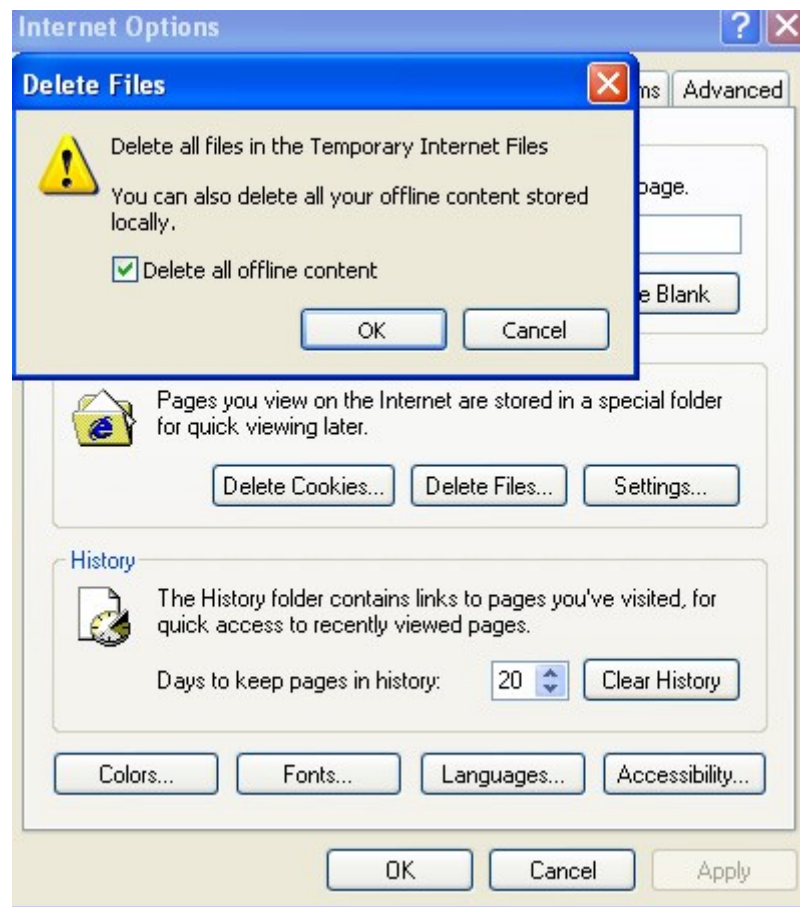 Internet Options
Delete Files
Advanced
Delete all files in the Temporary Internet Files
You can also delete all your offline content stored
locally.
Delete all offline content
OK Cancel
page.
Blank
Pages you view on the Internet are stored in a special folder
for quick viewing later.
Delete Cookies... Delete Files... Settings...
History
The History folder contains links to pages you've visited, for
quick access to recently viewed pages.
Days to keep pages in history: 20 Clear History
Colors... Fonts... Languages... Accessibility...
OK Cancel Apply